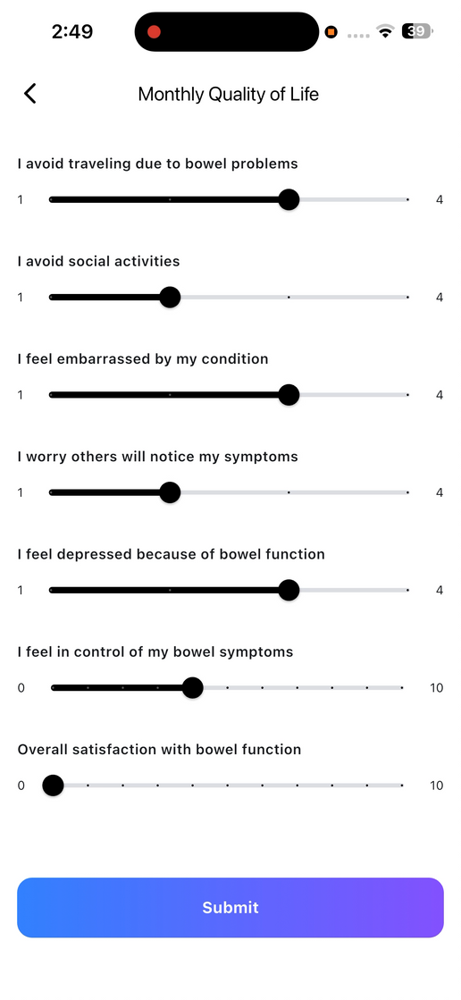 2:49
39
Monthly Quality of Life
I avoid traveling due to bowel problems
1 4
I avoid social activities
1 4
I feel embarrassed by my condition
1 4
I worry others will notice my symptoms
1 4
I feel depressed because of bowel function
1 4
I feel in control of my bowel symptoms
0 10
Overall satisfaction with bowel function
0 10
Submit